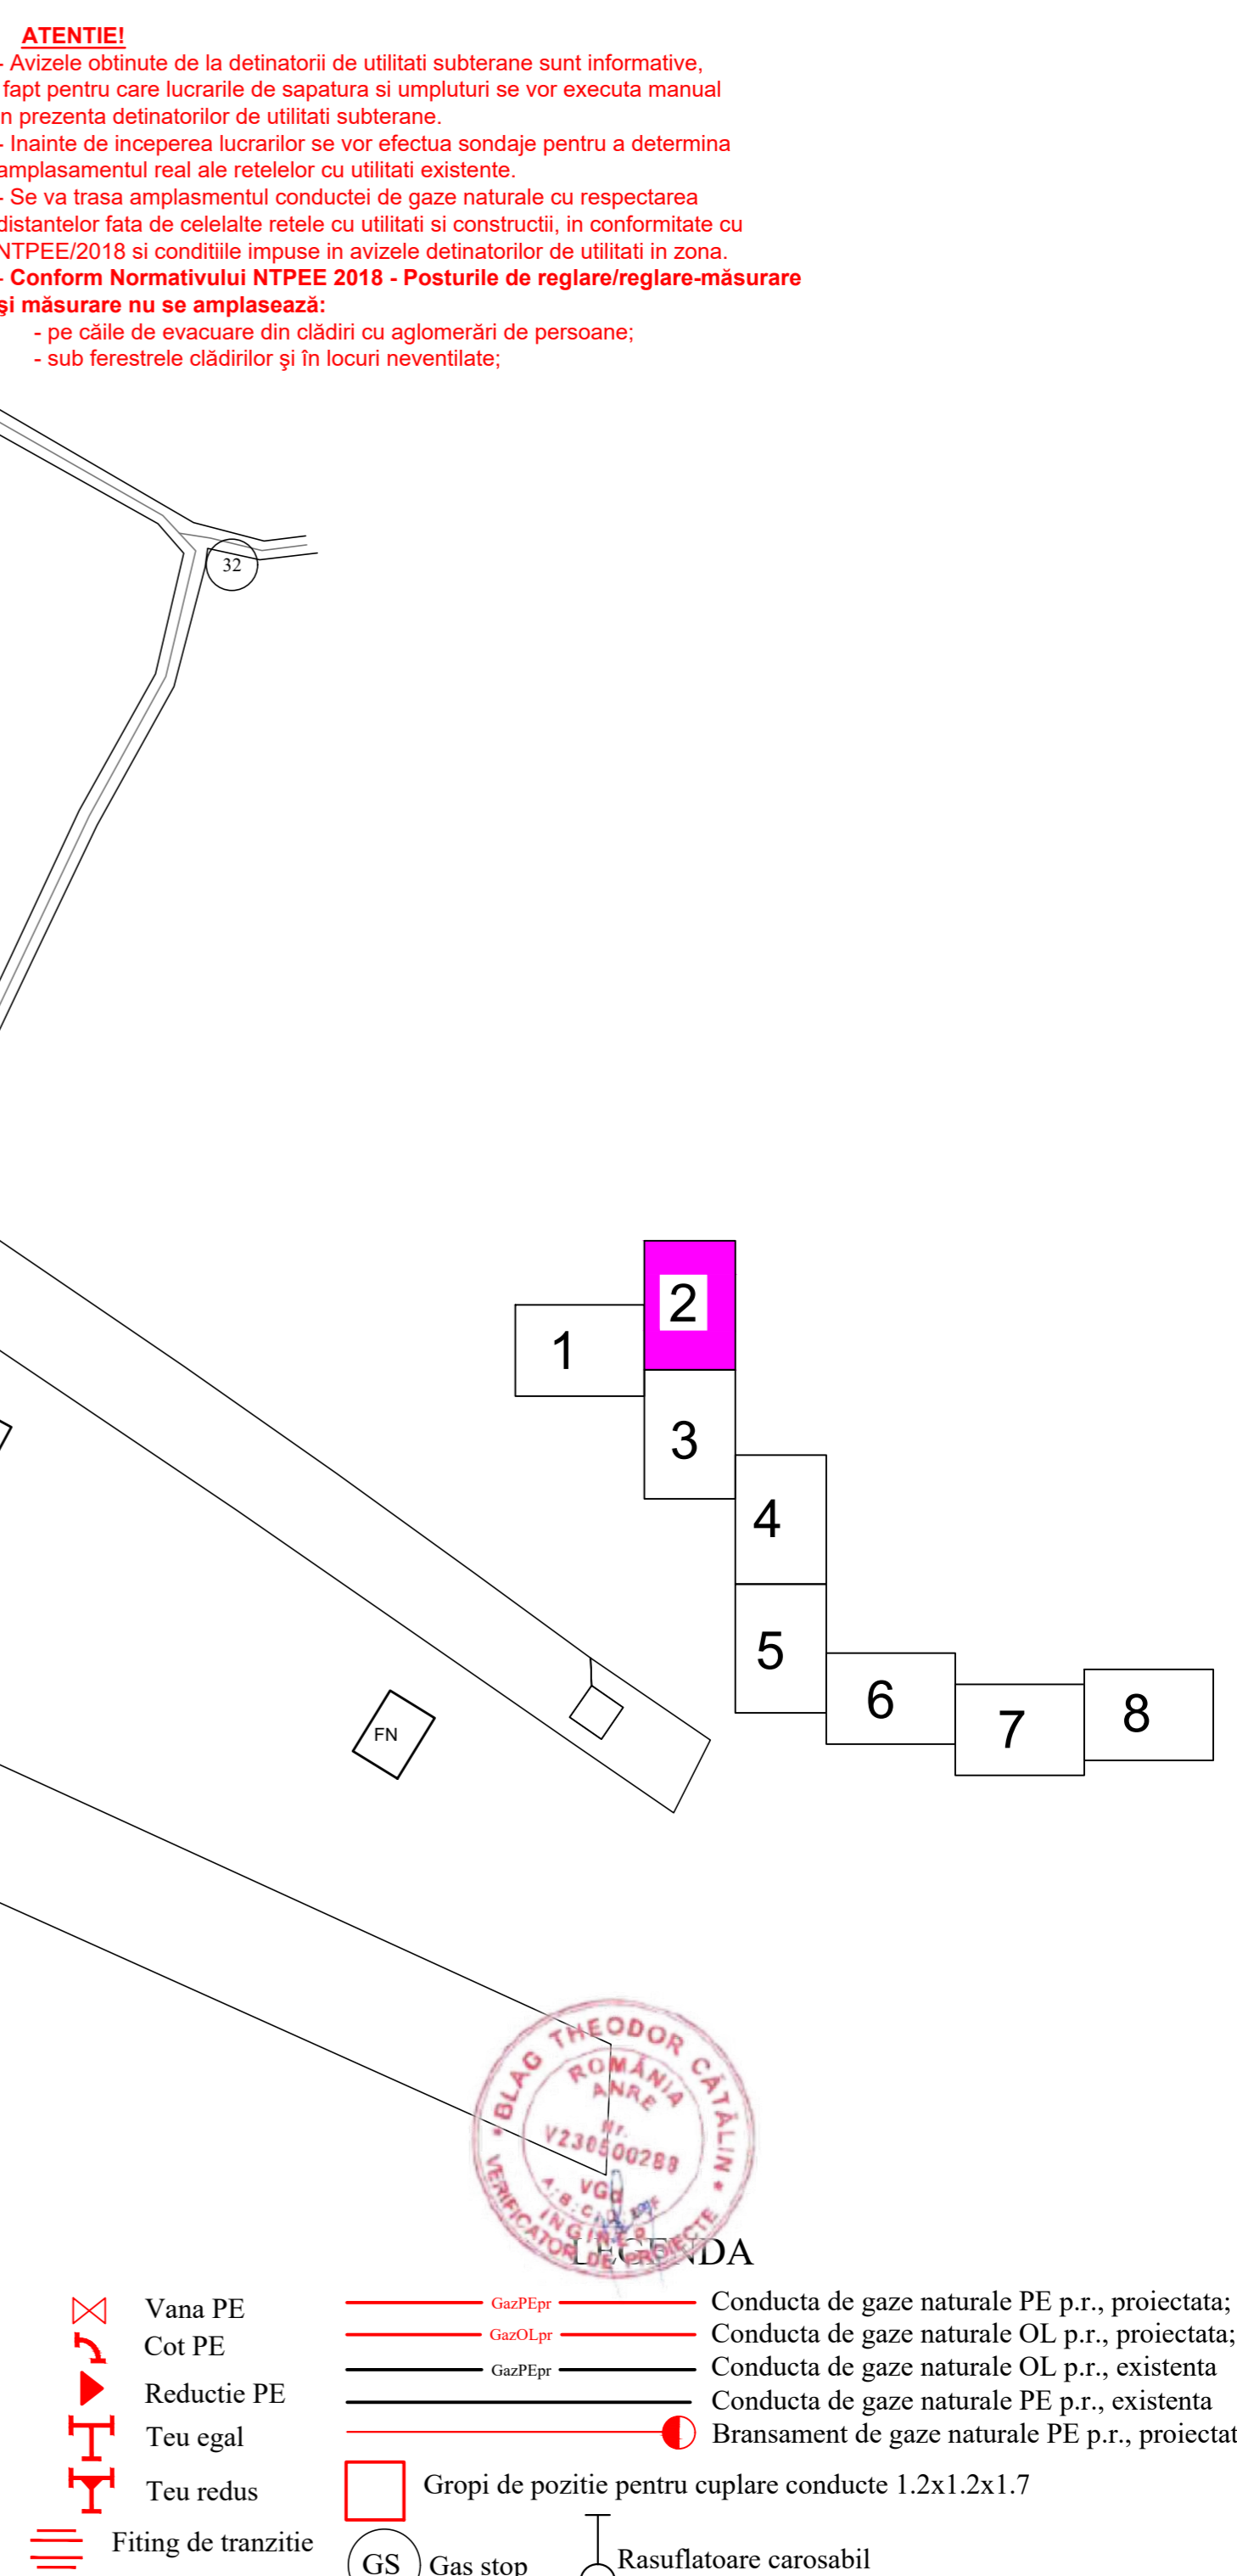 ATENTIE!
- Avizele obtinute de la detinatorii de utilitati subterane sunt informative,
fapt pentru care lucrarile de sapatura si umpluturi se vor executa manual
in prezenta detinatorilor de utilitati subterane.
- Inainte de inceperea lucrarilor se vor efectua sondaje pentru a determina
amplasamentul real ale retelelor cu utilitati existente.
- Se va trasa amplasmentul conductei de gaze naturale cu respectarea
distantelor fata de celelalte retele cu utilitati si constructii, in conformitate cu
NTPEE/2018 si conditiile impuse in avizele detinatorilor de utilitati in zona.
- Conform Normativului NTPEE 2018 - Posturile de reglare/reglare-măsurare
şi măsurare nu se amplasează:
- pe căile de evacuare din clădiri cu aglomerări de persoane;
- sub ferestrele clădirilor şi în locuri neventilate;
32
2
1
3
4
5
6
7
8
FN
* BLAG THEODOR CĂTĂLIN *
ROMÂNIA
ANRE
Nr.
V230500288
VGd
INGINER
VERIFICATOR DE PROIECTE
LEGENDA
Vana PE
Cot PE
Reductie PE
Teu egal
Teu redus
Fiting de tranzitie
GazPEpr Conducta de gaze naturale PE p.r., proiectata;
GazOLpr Conducta de gaze naturale OL p.r., proiectata;
GazPEpr Conducta de gaze naturale OL p.r., existenta
Conducta de gaze naturale PE p.r., existenta
Bransament de gaze naturale PE p.r., proiectat
Gropi de pozitie pentru cuplare conducte 1.2x1.2x1.7
GS Gas stop
Rasuflatoare carosabil